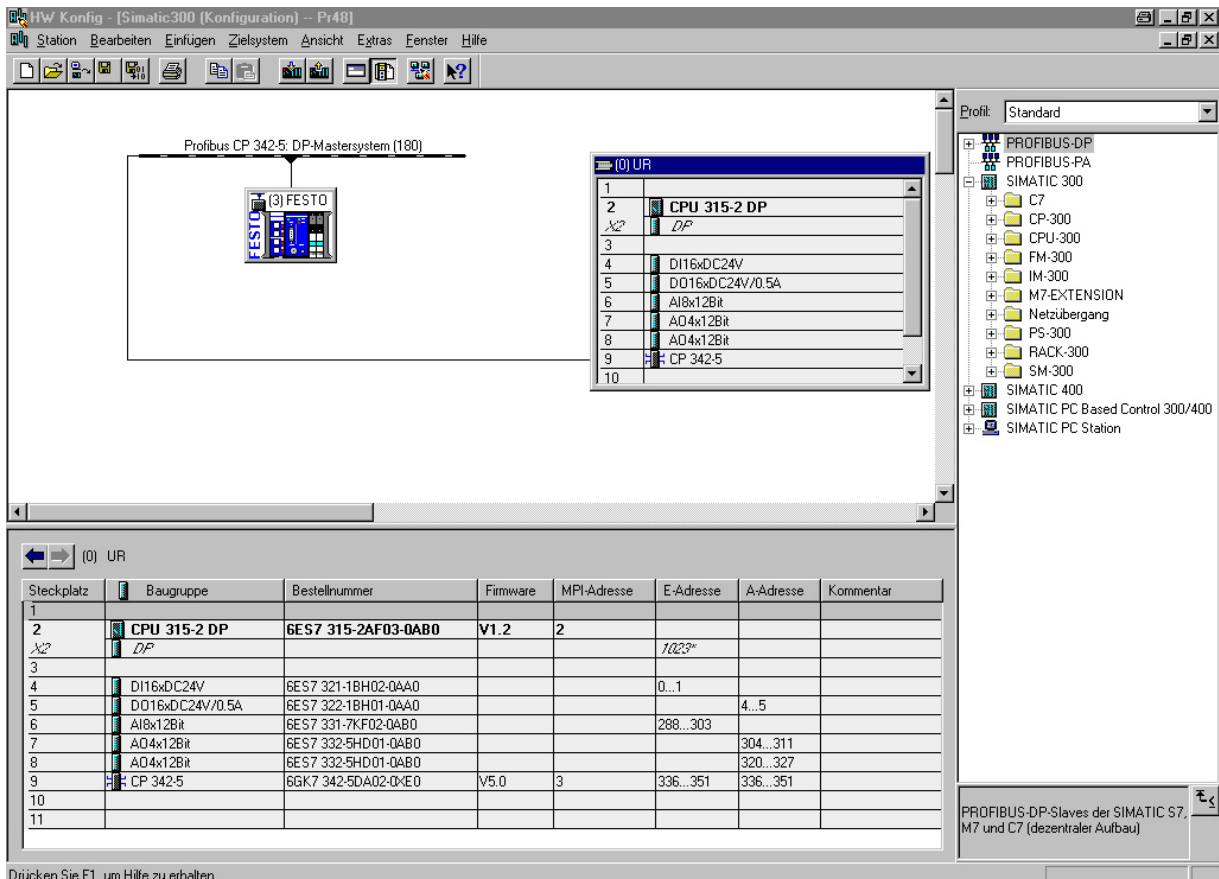 HW Konfig - [Simatic300 (Konfiguration) -- Pr48]
Station Bearbeiten Einfügen Zielsystem Ansicht Extras Fenster Hilfe
Profibus CP 342-5: DP-Mastersystem (180)
(3) FESTO
FESTO
(0) UR
1
2 CPU 315-2 DP
X2 DP
3
4 DI16xDC24V
5 DO16xDC24V/0.5A
6 AI8x12Bit
7 AO4x12Bit
8 AO4x12Bit
9 CP 342-5
10
Profil: Standard
PROFIBUS-DP
PROFIBUS-PA
SIMATIC 300
C7
CP-300
CPU-300
FM-300
IM-300
M7-EXTENSION
Netzübergang
PS-300
RACK-300
SM-300
SIMATIC 400
SIMATIC PC Based Control 300/400
SIMATIC PC Station
(0) UR
Steckplatz Baugruppe Bestellnummer Firmware MPI-Adresse E-Adresse A-Adresse Kommentar
1
2 CPU 315-2 DP 6ES7 315-2AF03-0AB0 V1.2 2
X2 DP 1023*
3
4 DI16xDC24V 6ES7 321-1BH02-0AA0 0...1
5 DO16xDC24V/0.5A 6ES7 322-1BH01-0AA0 4...5
6 AI8x12Bit 6ES7 331-7KF02-0AB0 288...303
7 AO4x12Bit 6ES7 332-5HD01-0AB0 304...311
8 AO4x12Bit 6ES7 332-5HD01-0AB0 320...327
9 CP 342-5 6GK7 342-5DA02-0XE0 V5.0 3 336...351 336...351
10
11
PROFIBUS-DP-Slaves der SIMATIC S7,
M7 und C7 (dezentraler Aufbau)
Drücken Sie F1, um Hilfe zu erhalten.